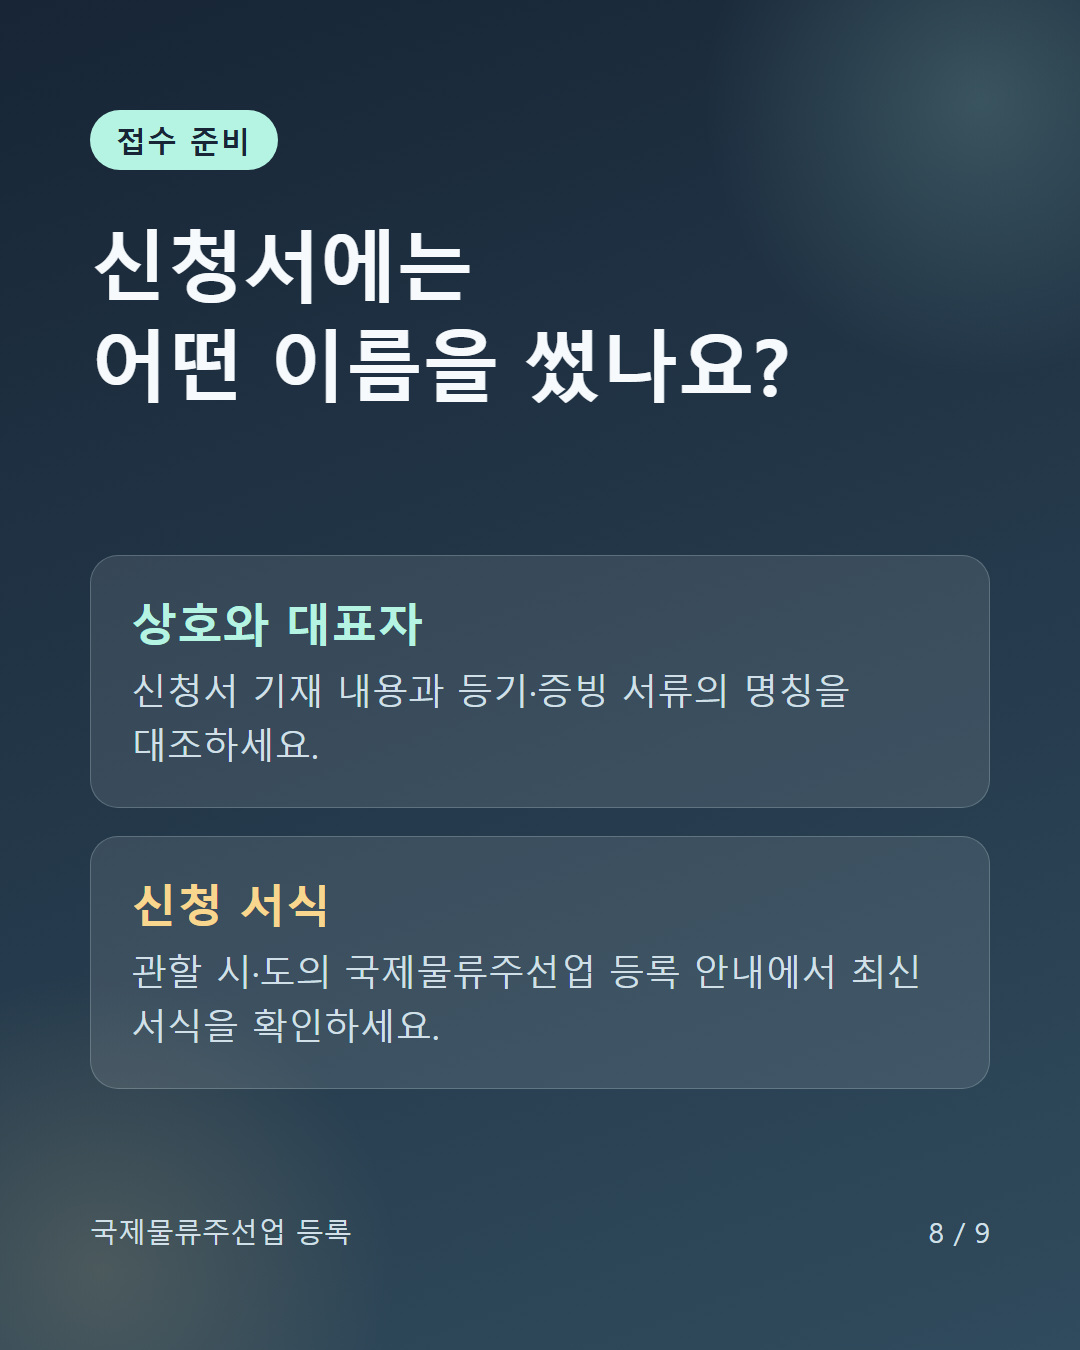 접수 준비
신청서에는
어떤 이름을 썼나요?
상호와 대표자
신청서 기재 내용과 등기·증빙 서류의 명칭을
대조하세요.
신청 서식
관할 시·도의 국제물류주선업 등록 안내에서 최신
서식을 확인하세요.
국제물류주선업 등록
8 / 9